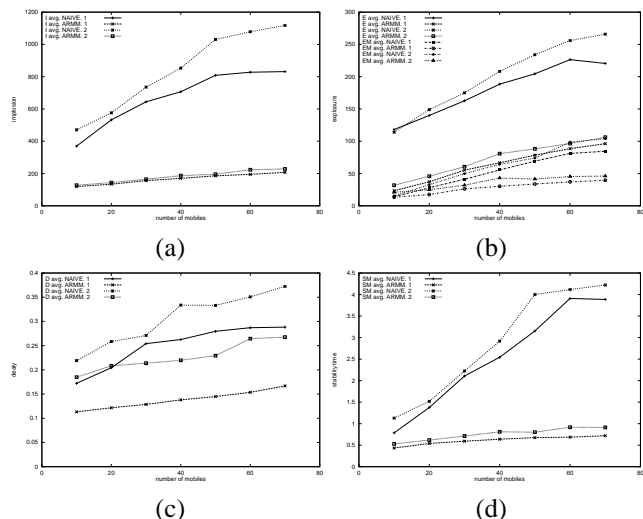 1200
1000
800
600
400
200
0
implosion
I avg. NAIVE. 1
I avg. ARMM. 1
I avg. NAIVE. 2
I avg. ARMM. 2
0 10 20 30 40 50 60 70 80
number of mobiles
(a)
300
250
200
150
100
50
0
explosure
E avg. NAIVE. 1
E avg. ARMM. 1
E avg. NAIVE. 2
E avg. ARMM. 2
EM avg. NAIVE. 1
EM avg. ARMM. 1
EM avg. NAIVE. 2
EM avg. ARMM. 2
0 20 40 60 80
number of mobiles
(b)
0.4
0.35
0.3
0.25
0.2
0.15
0.1
0.05
0
dealy
D avg. NAIVE. 1
D avg. ARMM. 1
D avg. NAIVE. 2
D avg. ARMM. 2
0 20 40 60 80
number of mobiles
(c)
4.5
4
3.5
3
2.5
2
1.5
1
0.5
0
stability time
SM avg. NAIVE. 1
SM avg. ARMM. 1
SM avg. NAIVE. 2
SM avg. ARMM. 2
0 10 20 30 40 50 60 70 80
number of mobiles
(d)